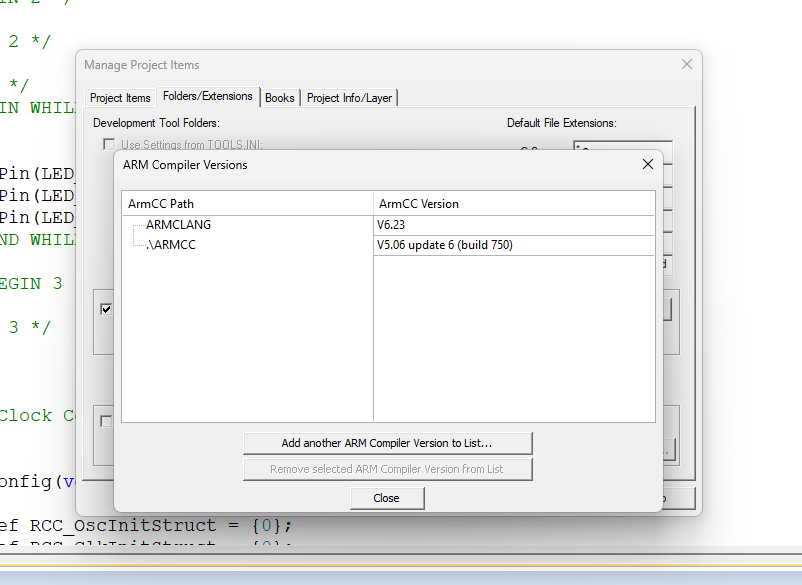 2 */
Manage Project Items
*/
Project Items Folders/Extensions Books Project Info/Layer
IN WHIL
Development Tool Folders: Default File Extensions:
Use Settings from TOOLS.INI:
ARM Compiler Versions
Pin(LED
Pin(LED
Pin(LED
ND WHIL
ArmCC Path ArmCC Version
ARMCLANG V6.23
.\ARMCC V5.06 update 6 (build 750)
EGIN 3
3 */
Clock C
Add another ARM Compiler Version to List...
Remove selected ARM Compiler Version from List
onfig(v
Close
ef RCC_OscInitStruct = {0};